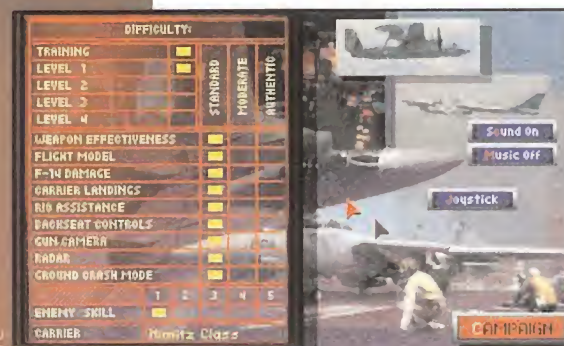 DIFFICULTY:
TRAINING
LEVEL 1
LEVEL 2
LEVEL 3
LEVEL 4
STANDARD
MODERATE
AUTHENTIC
WEAPON EFFECTIVENESS
FLIGHT MODEL
F-14 DAMAGE
CARRIER LANDINGS
RIO ASSISTANCE
BACKSEAT CONTROLS
GUN CAMERA
RADAR
GROUND CRASH MODE
1 2 3 4 5
ENEMY SKILL
CARRIER Nimitz Class
Sound On
Music Off
Joystick
CAMPAIGN